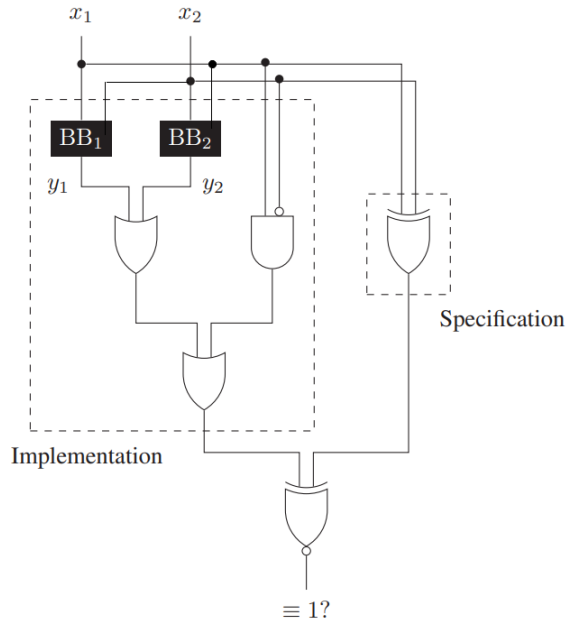 x₁ x₂
BB₁ BB₂
y₁ y₂
Specification
Implementation
≡ 1?